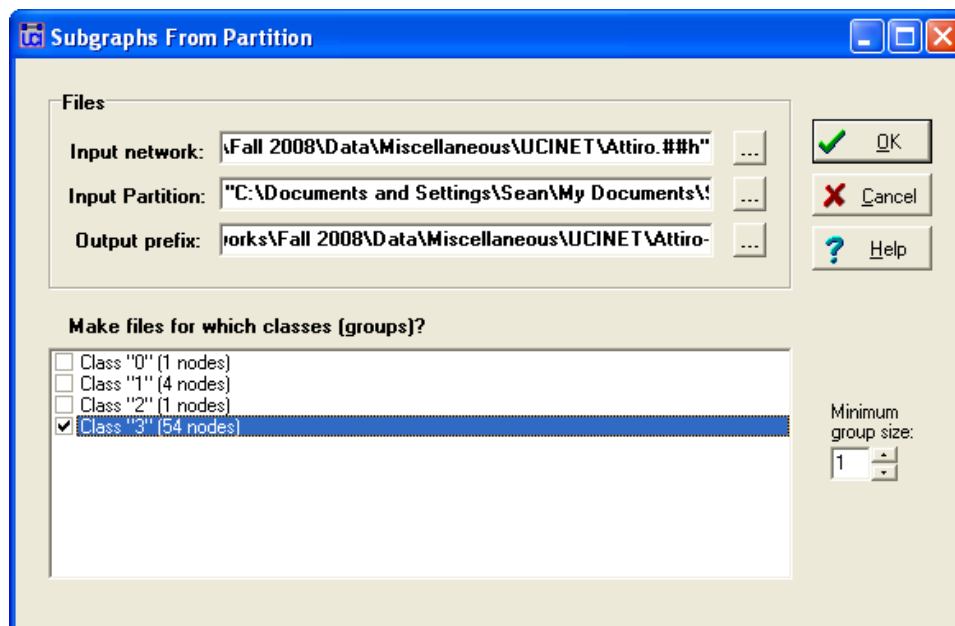 Subgraphs From Partition
Files
Input network: \Fall 2008\Data\Miscellaneous\UCINET\Attiro.##h" ...
Input Partition: "C:\Documents and Settings\Sean\My Documents\ ...
Output prefix: works\Fall 2008\Data\Miscellaneous\UCINET\Attiro- ...
OK
Cancel
Help
Make files for which classes (groups)?
Class "0" (1 nodes)
Class "1" (4 nodes)
Class "2" (1 nodes)
Class "3" (54 nodes)
Minimum
group size:
1